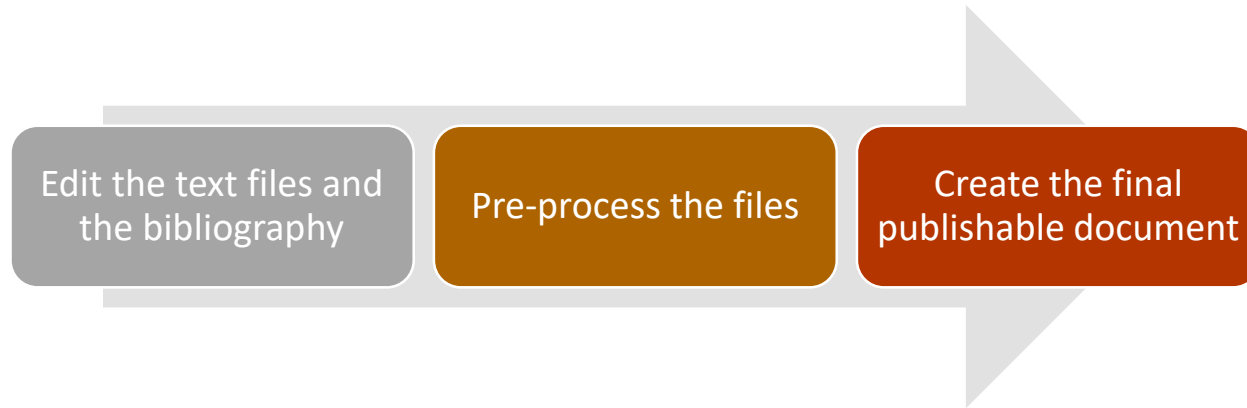 Edit the text files and
the bibliography
Pre-process the files
Create the final
publishable document